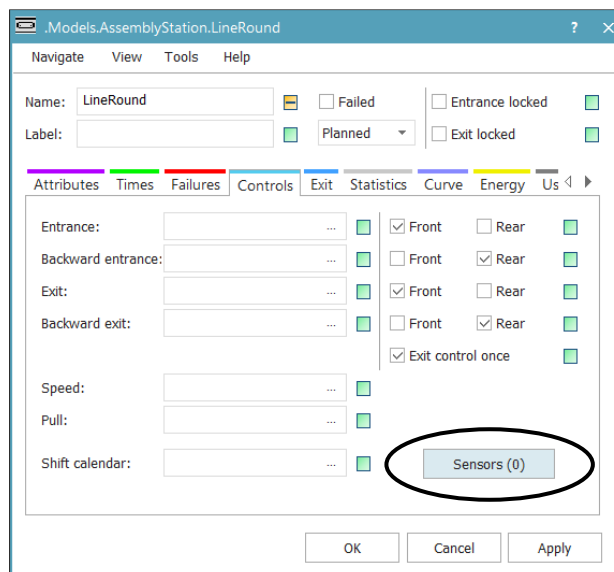 .Models.AssemblyStation.LineRound ?
Navigate View Tools Help
Name: LineRound Failed Entrance locked
Label: Planned Exit locked
Attributes Times Failures Controls Exit Statistics Curve Energy Us
Entrance: ... Front Rear
Backward entrance: ... Front Rear
Exit: ... Front Rear
Backward exit: ... Front Rear
Exit control once
Speed: ...
Pull: ...
Shift calendar: ... Sensors (0)
OK Cancel Apply